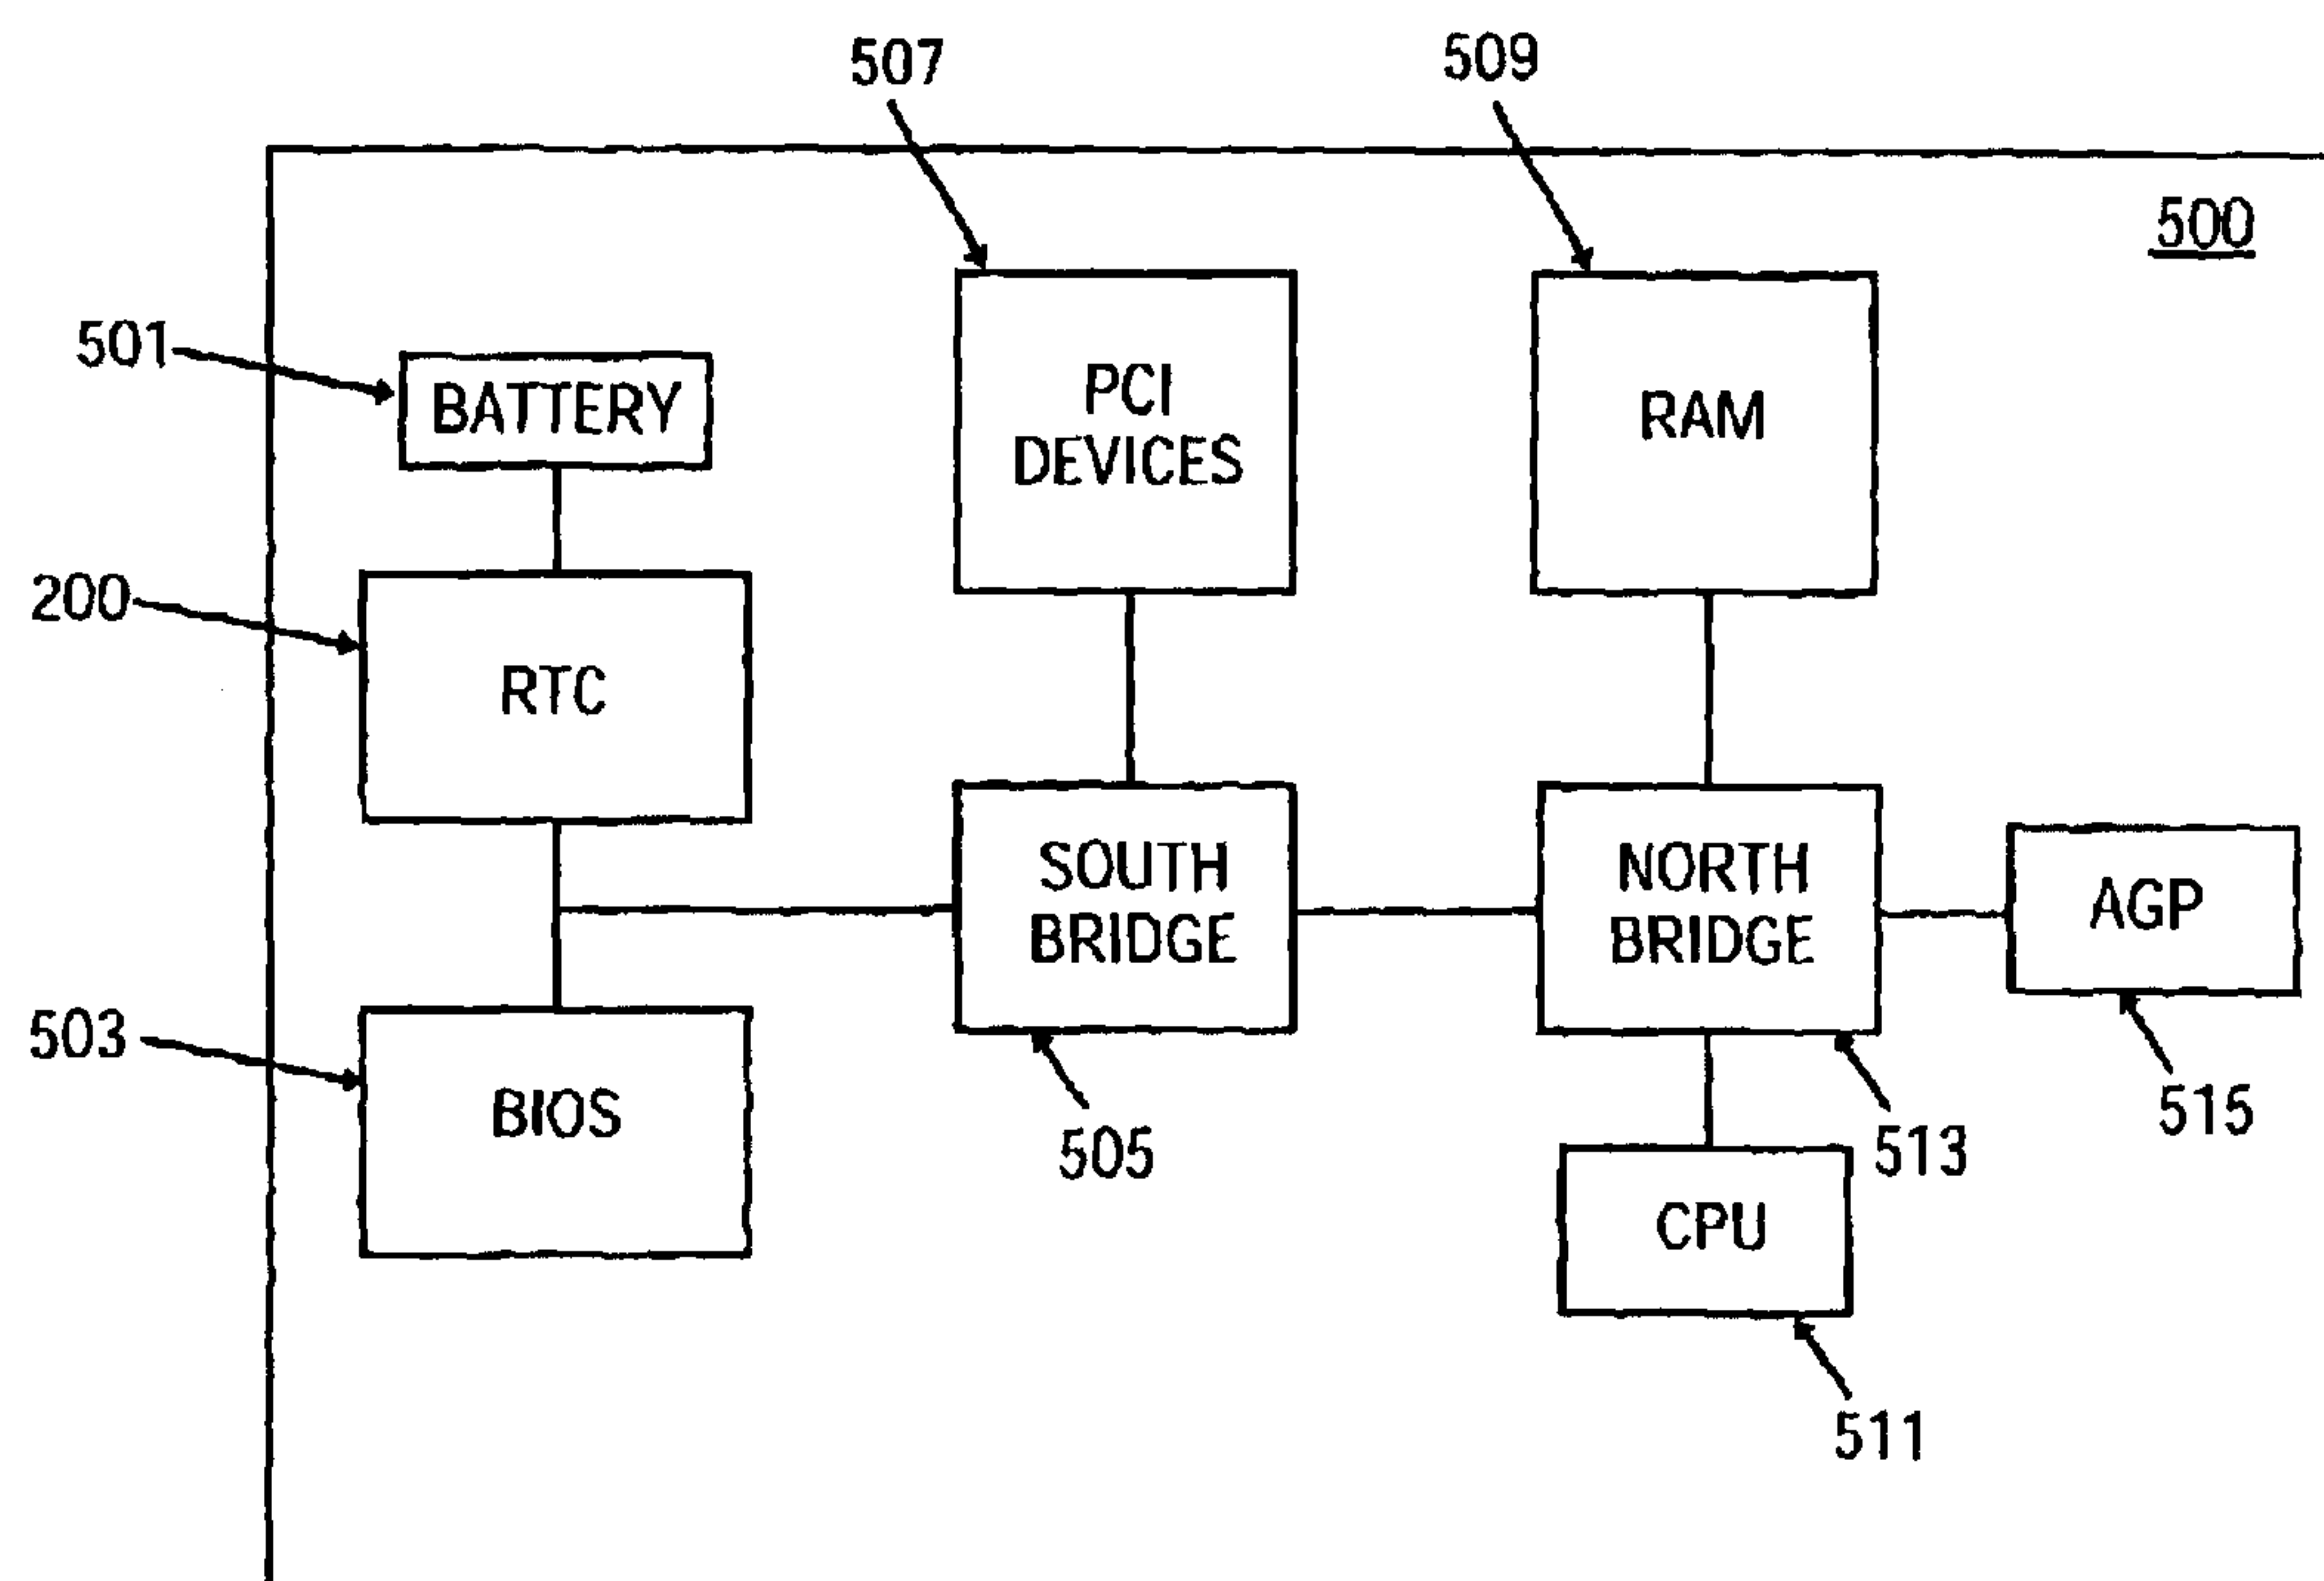 507
509
500
501
BATTERY
PCI
DEVICES
RAM
200
RTC
SOUTH
BRIDGE
NORTH
BRIDGE
AGP
503
BIOS
505
513
515
CPU
511